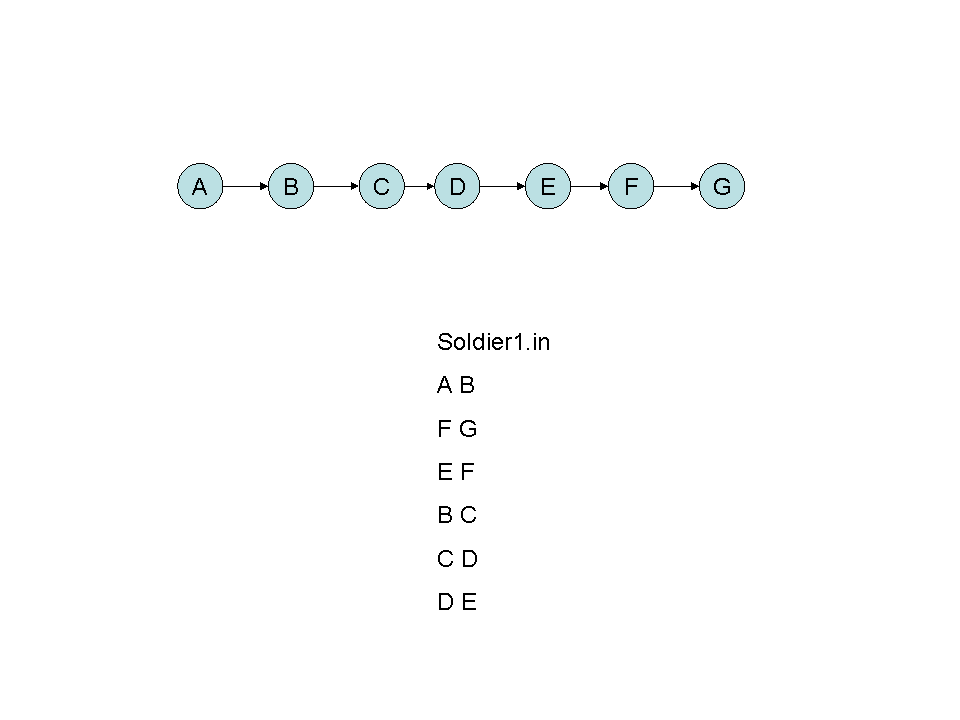 A B C D E F G
Soldier1.in
A B
F G
E F
B C
C D
D E